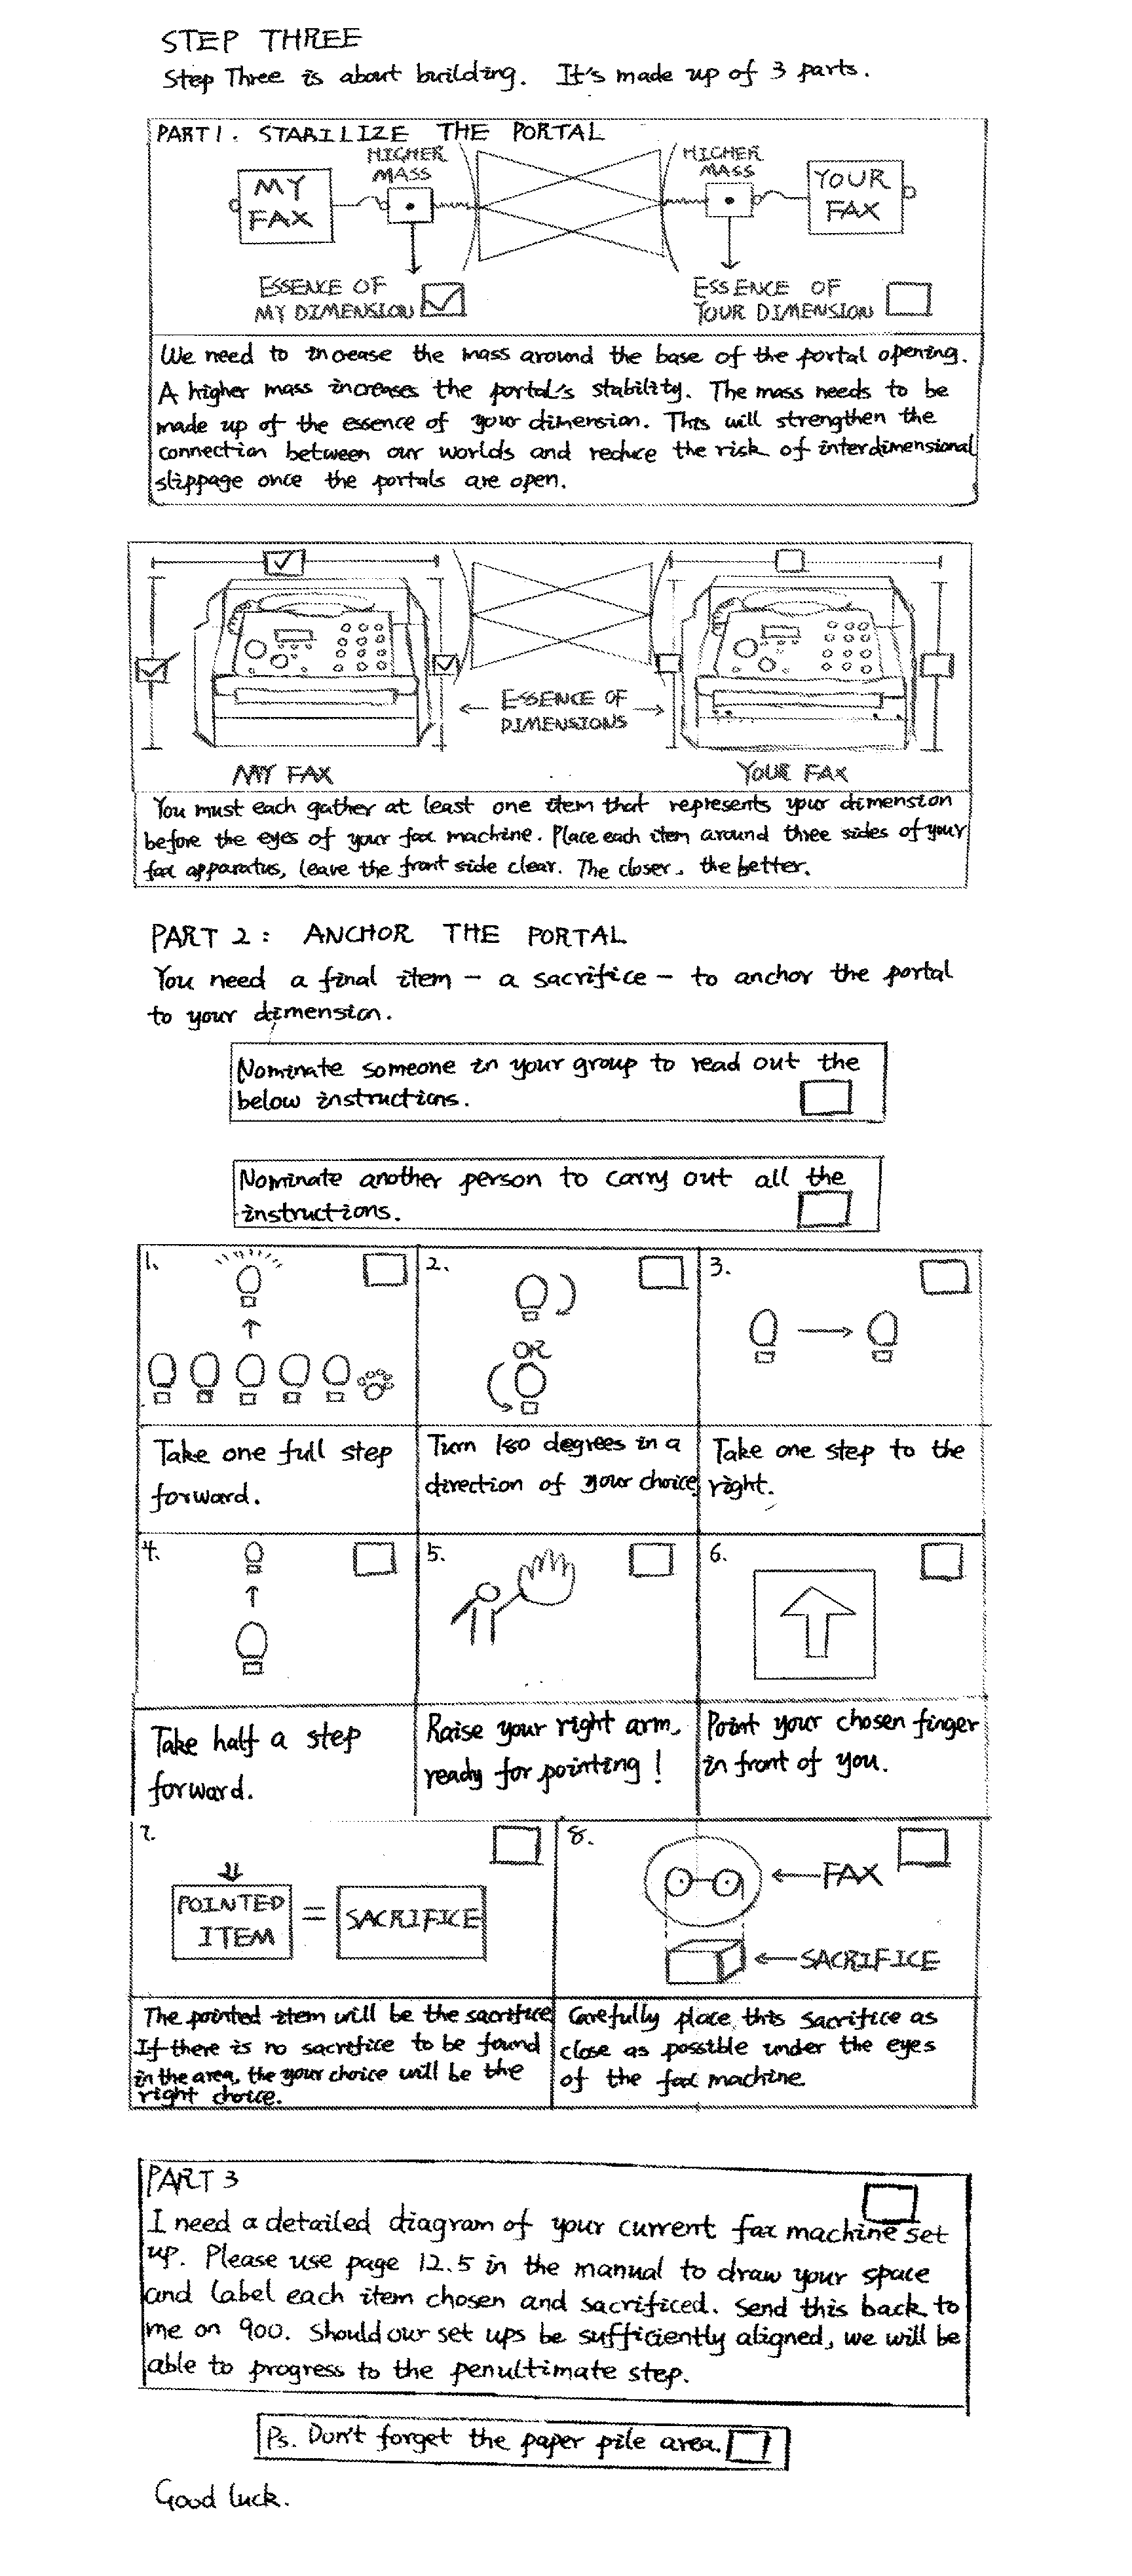 STEP THREE
Step Three is about building. It's made up of 3 parts.
PART 1. STABILIZE THE PORTAL
HIGHER MASS
HIGHER MASS
MY FAX
YOUR FAX
ESSENCE OF MY DIMENSION
ESSENCE OF YOUR DIMENSION
We need to increase the mass around the base of the portal opening.
A higher mass increases the portal's stability. The mass needs to be
made up of the essence of your dimension. This will strengthen the
connection between our worlds and reduce the risk of interdimensional
slippage once the portals are open.
ESSENCE OF
DIMENSIONS
MY FAX
YOUR FAX
You must each gather at least one item that represents your dimension
before the eyes of your fax machine. Place each item around three sides of your
fax apparatus, leave the front side clear. The closer, the better.
PART 2: ANCHOR THE PORTAL
You need a final item - a sacrifice - to anchor the portal
to your dimension.
Nominate someone in your group to read out the
below instructions.
Nominate another person to carry out all the
instructions.
1.
Take one full step
forward.
2.
OR
Turn 180 degrees in a
direction of your choice
3.
Take one step to the
right.
4.
Take half a step
forward.
5.
Raise your right arm,
ready for pointing!
6.
Point your chosen finger
in front of you.
7.
POINTED
ITEM
=
SACRIFICE
The pointed item will be the sacrifice
If there is no sacrifice to be found
in the area, the your choice will be the
right choice.
8.
FAX
SACRIFICE
Carefully place this sacrifice as
close as possible under the eyes
of the fax machine
PART 3
I need a detailed diagram of your current fax machine set
up. Please use page 12.5 in the manual to draw your space
and label each item chosen and sacrificed. Send this back to
me on 900. Should our set ups be sufficiently aligned, we will be
able to progress to the penultimate step.
Ps. Don't forget the paper pile area.
Good luck.